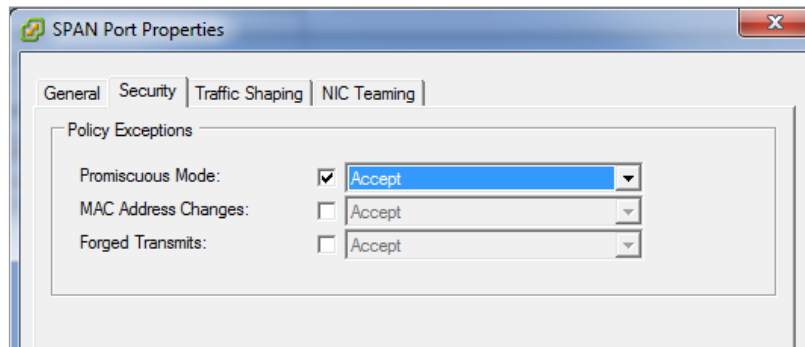 SPAN Port Properties
x
General Security Traffic Shaping NIC Teaming
Policy Exceptions
Promiscuous Mode: Accept
MAC Address Changes: Accept
Forged Transmits: Accept